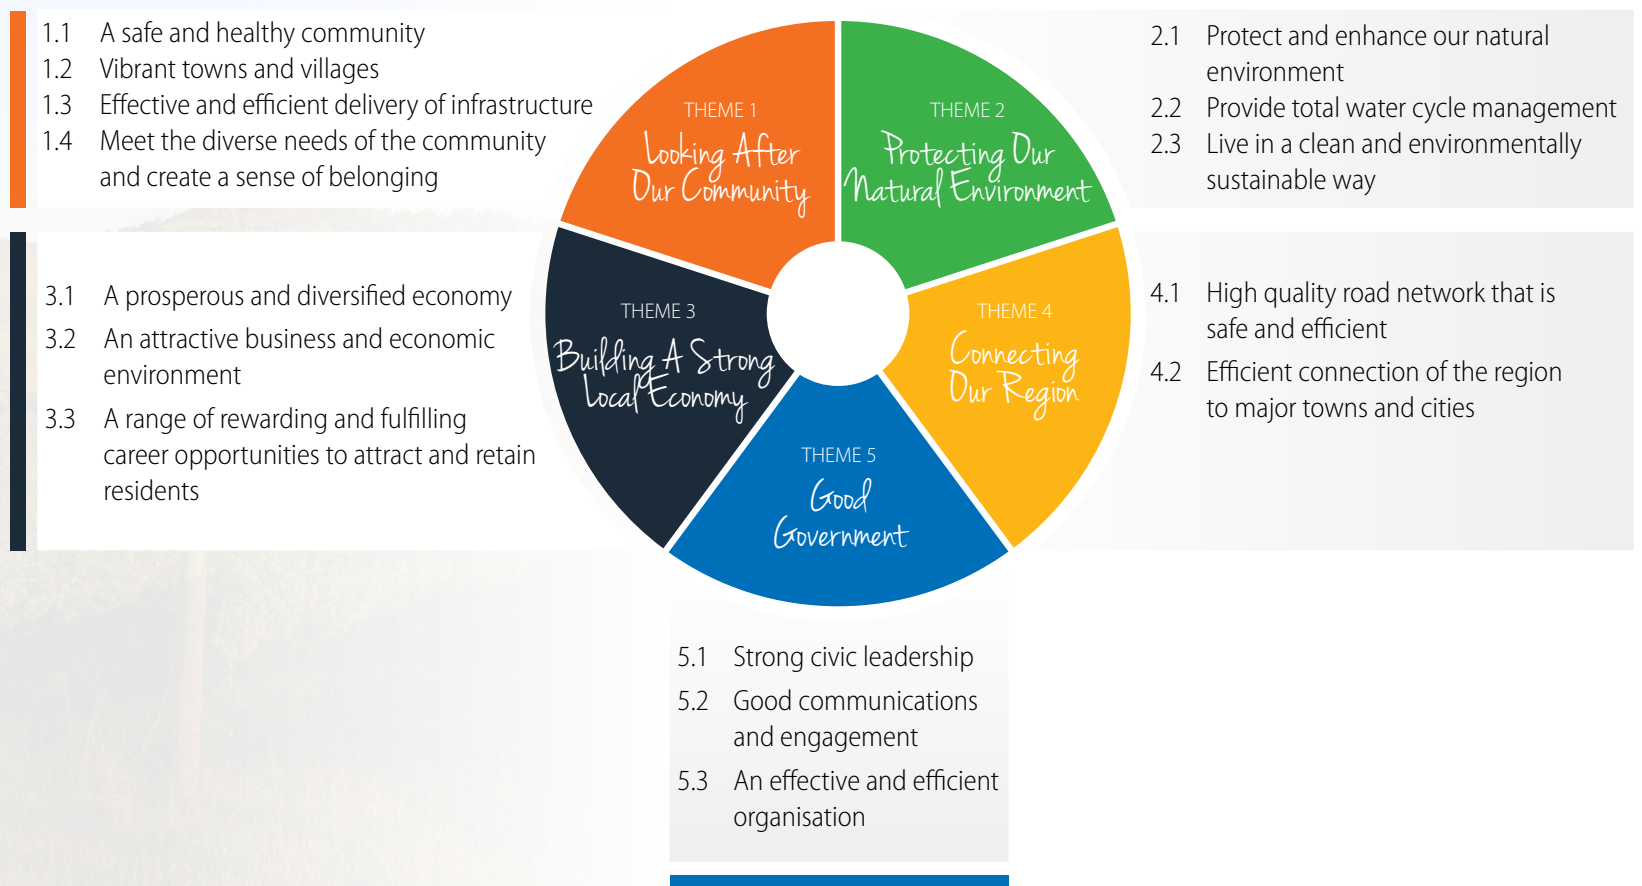 1.1 A safe and healthy community
1.2 Vibrant towns and villages
1.3 Effective and efficient delivery of infrastructure
1.4 Meet the diverse needs of the community
and create a sense of belonging
THEME 1
Looking After
Our Community
THEME 2
Protecting Our
Natural Environment
2.1 Protect and enhance our natural
environment
2.2 Provide total water cycle management
2.3 Live in a clean and environmentally
sustainable way
3.1 A prosperous and diversified economy
3.2 An attractive business and economic
environment
3.3 A range of rewarding and fulfilling
career opportunities to attract and retain
residents
THEME 3
Building A Strong
Local Economy
THEME 4
Connecting
Our Region
4.1 High quality road network that is
safe and efficient
4.2 Efficient connection of the region
to major towns and cities
THEME 5
Good
Government
5.1 Strong civic leadership
5.2 Good communications
and engagement
5.3 An effective and efficient
organisation